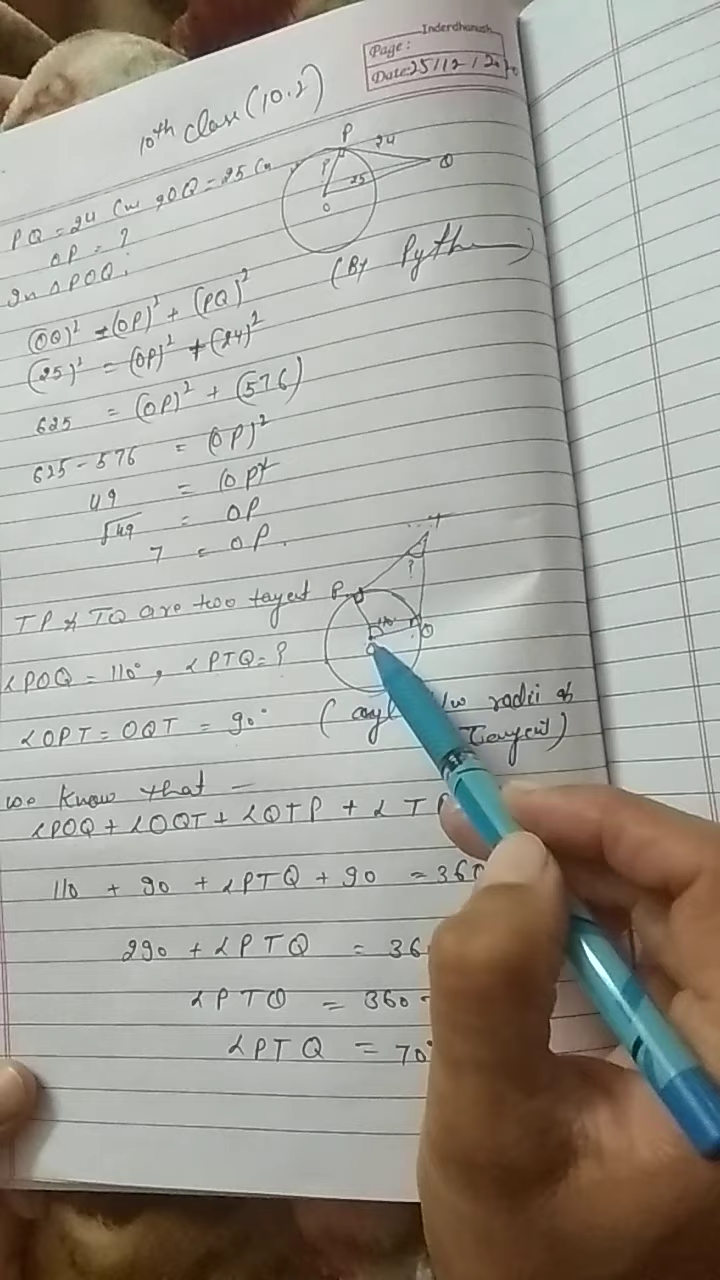 Inderdhanush
Page:
Date: 25/12/20
10th Class (10.2)
P
24
Q
25
O
PQ = 24 Cm, OQ = 25 Cm
OP = ?
In △POQ;
(By Pyth
(OQ)² = (OP)² + (PQ)²
(25)² = (OP)² + (24)²
625 = (OP)² + (576)
625 - 576 = (OP)²
49 = (OP)²
√49 = OP
7 = OP.
T
?
P
110°
Q
O
TP & TQ are two
∠POQ = 110°, ∠PTQ = ?
∠OPT = OQT = 90° ( b/w radii &
)
We know that -
∠POQ + ∠OQT + ∠QTP + ∠TP
110 + 90 + ∠PTQ + 90 = 360
290 + ∠PTQ = 36
∠PTQ = 360 -
∠PTQ = 70°